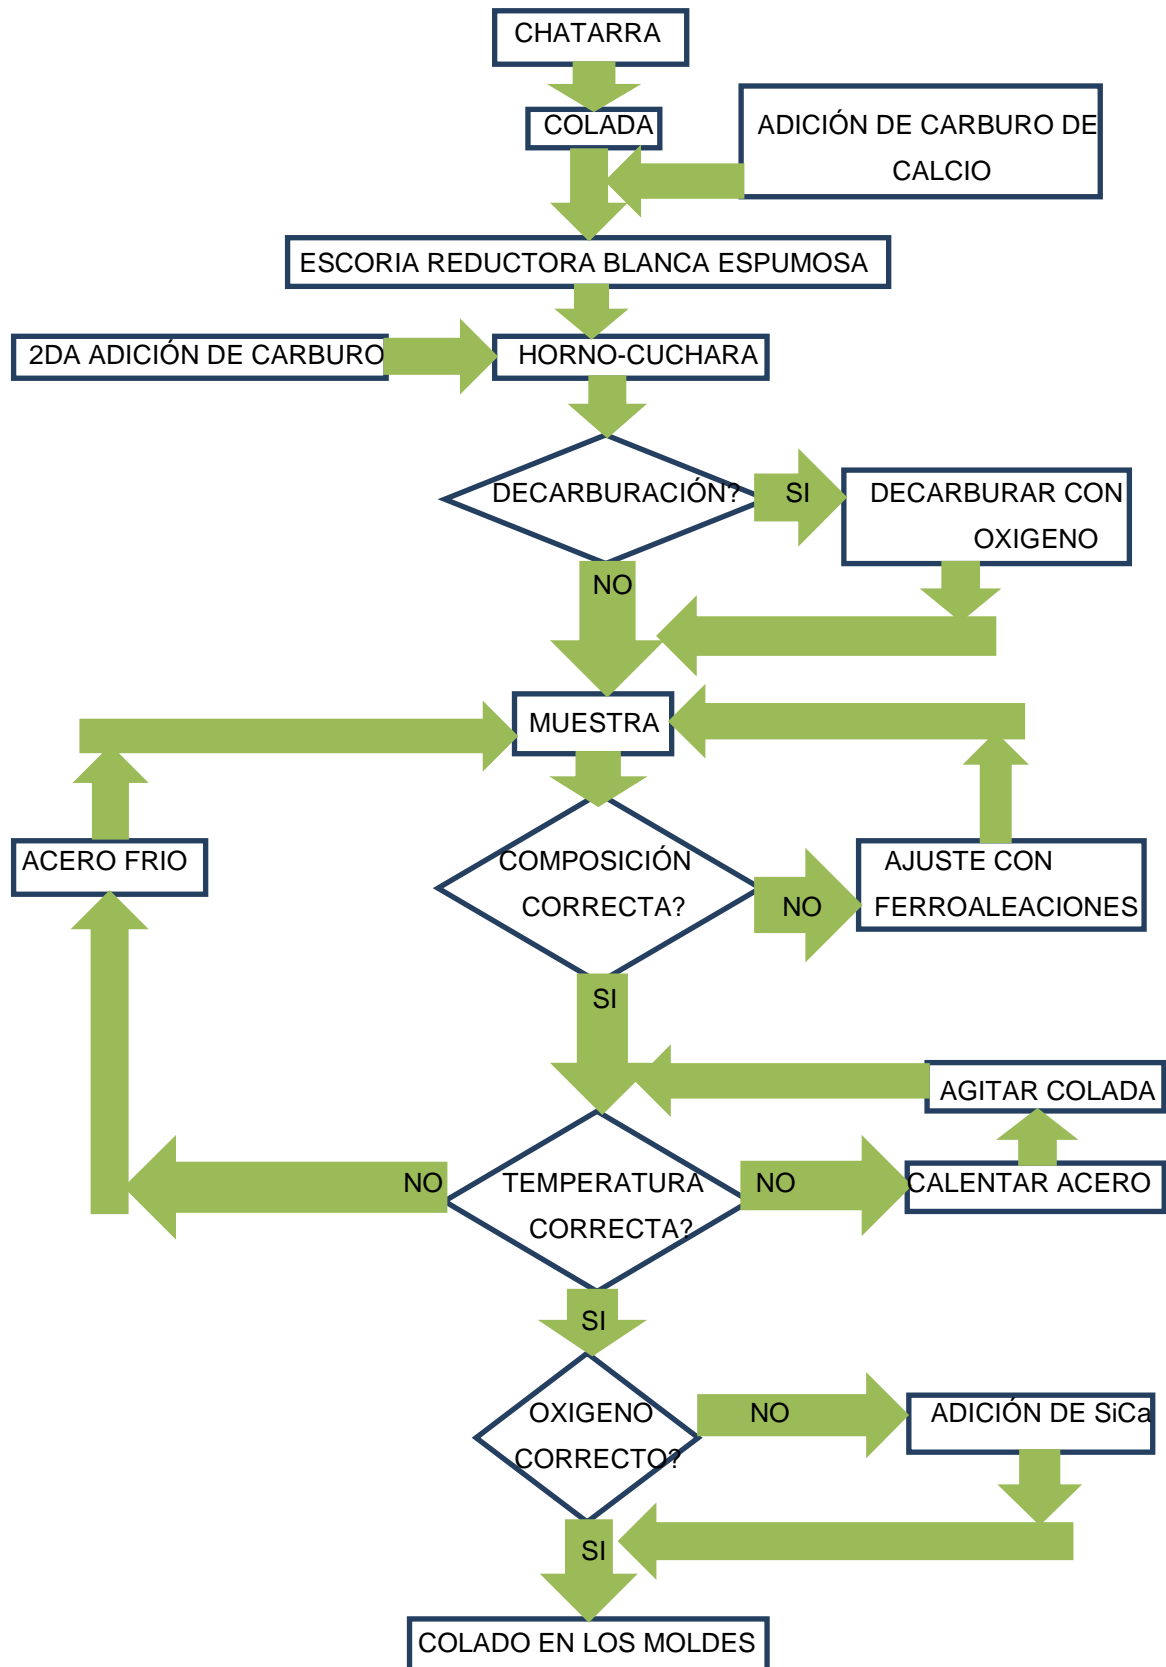 CHATARRA
COLADA
ADICIÓN DE CARBURO DE
CALCIO
ESCORIA REDUCTORA BLANCA ESPUMOSA
2DA ADICIÓN DE CARBURO
HORNO-CUCHARA
DECARBURACIÓN?
SI
DECARBURAR CON
OXIGENO
NO
MUESTRA
ACERO FRIO
COMPOSICIÓN
CORRECTA?
NO
AJUSTE CON
FERROALEACIONES
SI
AGITAR COLADA
NO
TEMPERATURA
CORRECTA?
NO
CALENTAR ACERO
SI
OXIGENO
CORRECTO?
NO
ADICIÓN DE SiCa
SI
COLADO EN LOS MOLDES